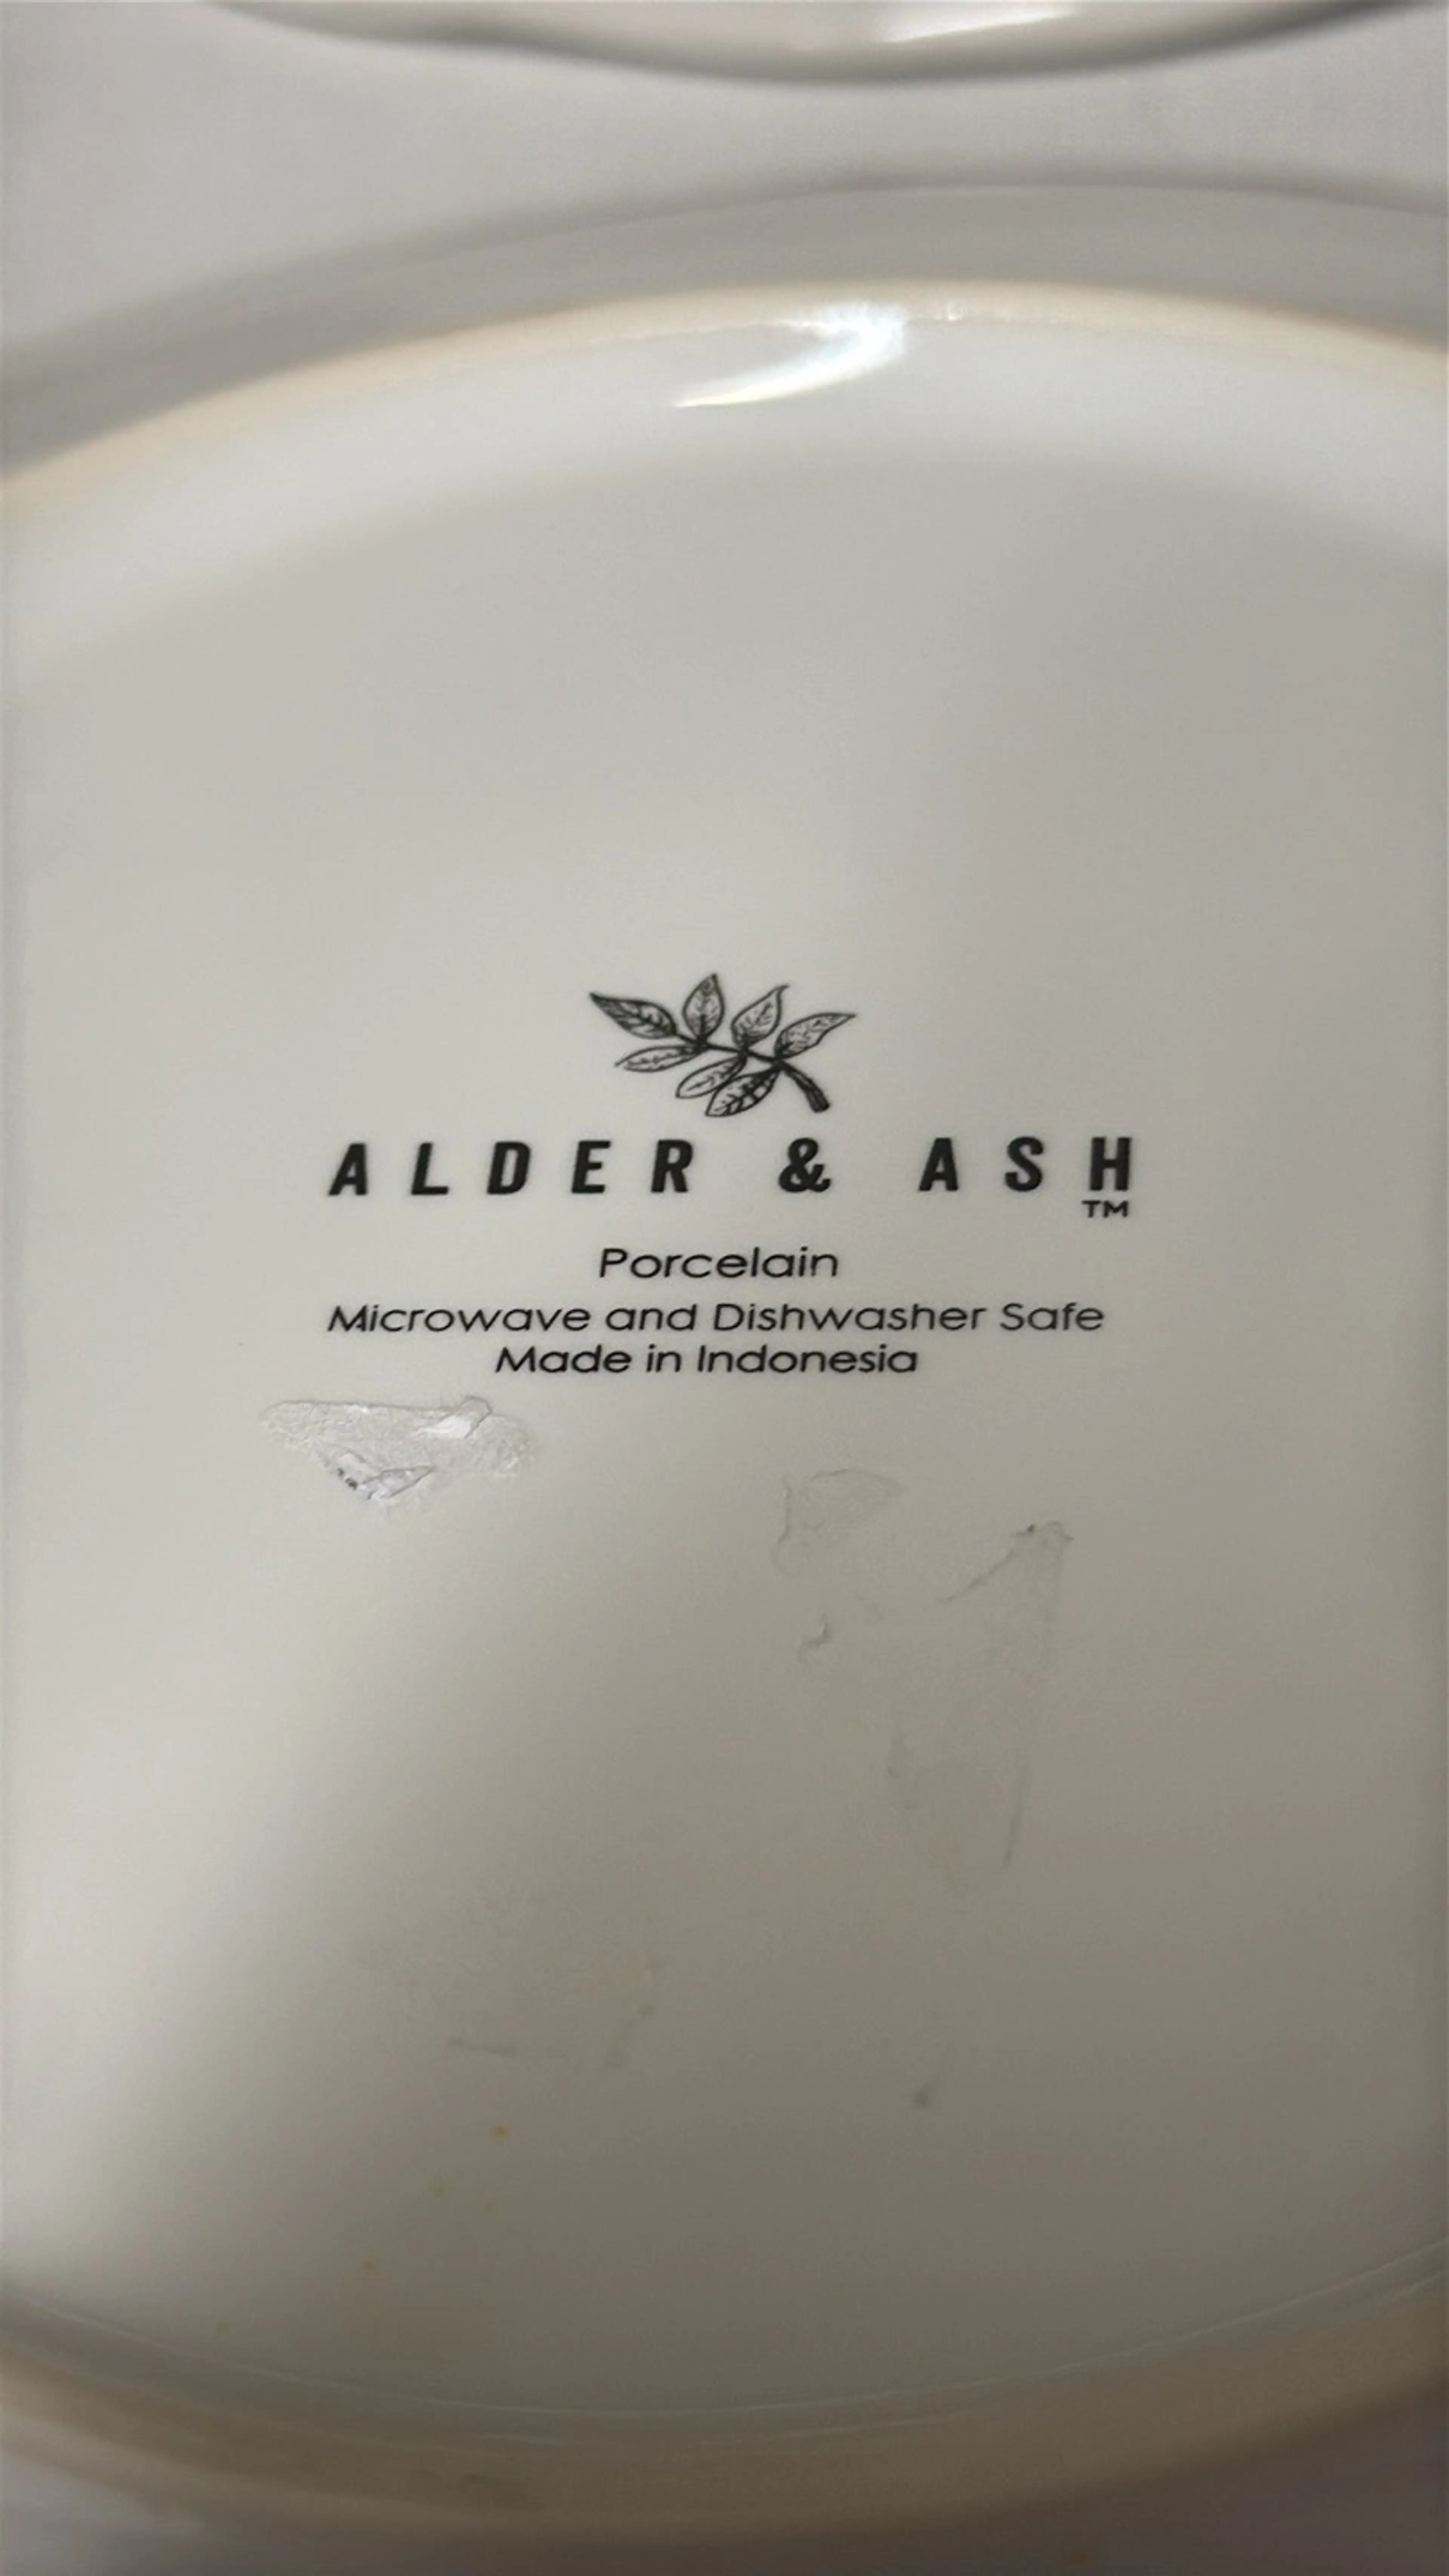 ALDER & ASH
TM
Porcelain
Microwave and Dishwasher Safe
Made in Indonesia